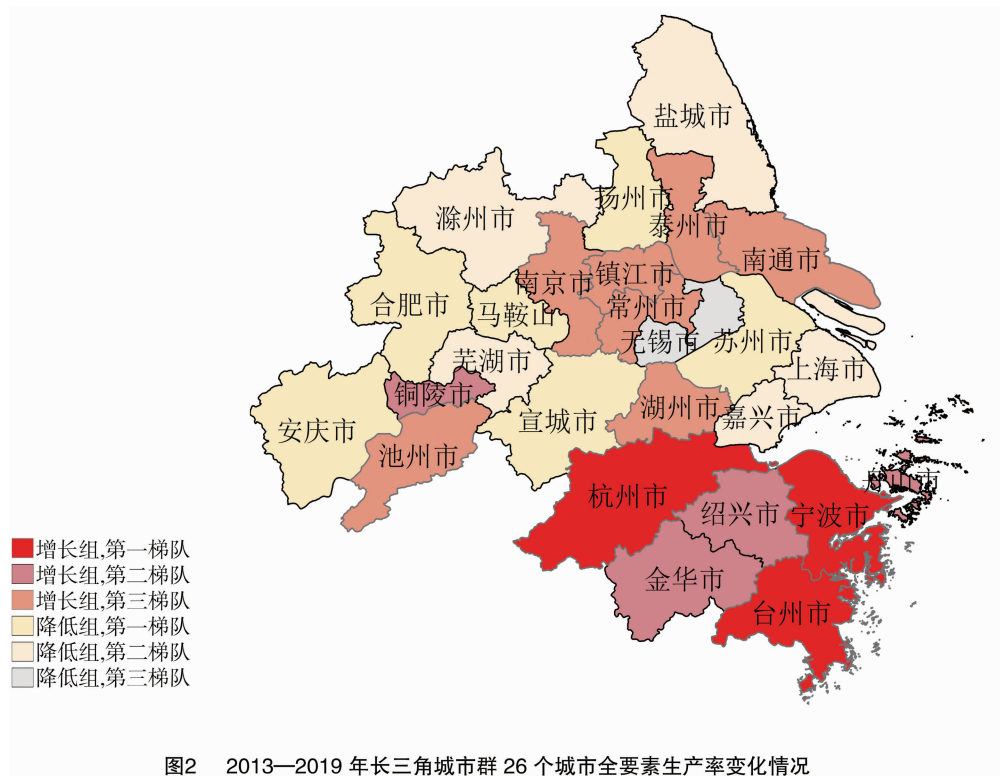 盐城市
扬州市
泰州市
滁州市
南通市
南京市
镇江市
合肥市
马鞍山
常州市
无锡市
苏州市
芜湖市
上海市
铜陵市
湖州市
嘉兴市
安庆市
宣城市
池州市
舟山市
杭州市
绍兴市
宁波市
金华市
台州市
增长组,第一梯队
增长组,第二梯队
增长组,第三梯队
降低组,第一梯队
降低组,第二梯队
降低组,第三梯队
图2 2013—2019 年长三角城市群 26 个城市全要素生产率变化情况